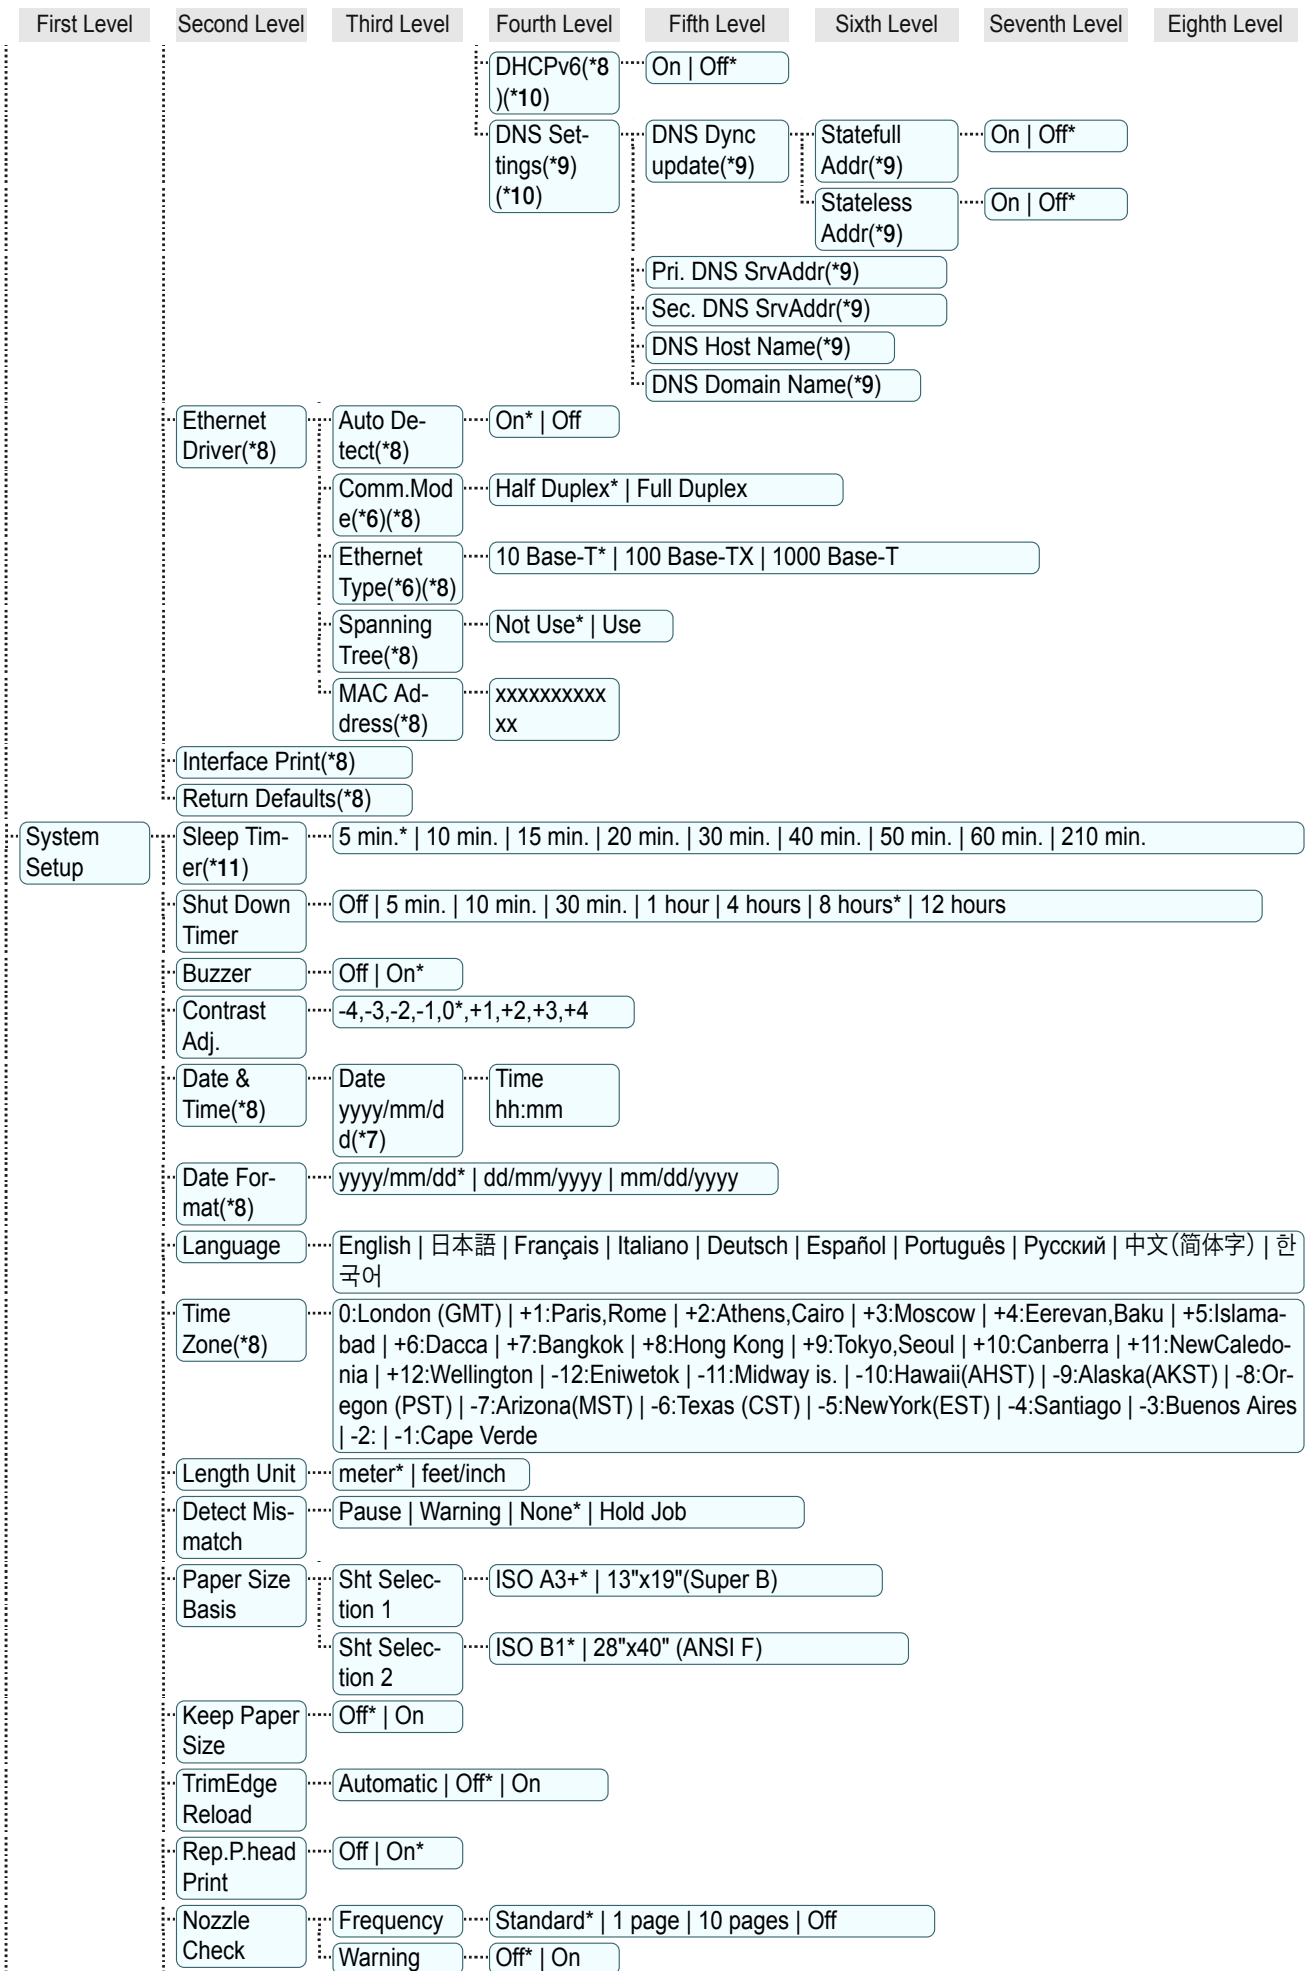 First Level Second Level Third Level Fourth Level Fifth Level Sixth Level Seventh Level Eighth Level
DHCPv6(*8
)(*10)
On | Off*
DNS Set-
tings(*9)
(*10)
DNS Dync
update(*9)
Statefull
Addr(*9)
On | Off*
Stateless
Addr(*9)
On | Off*
Pri. DNS SrvAddr(*9)
Sec. DNS SrvAddr(*9)
DNS Host Name(*9)
DNS Domain Name(*9)
Ethernet
Driver(*8)
Auto De-
tect(*8)
On* | Off
Comm.Mod
e(*6)(*8)
Half Duplex* | Full Duplex
Ethernet
Type(*6)(*8)
10 Base-T* | 100 Base-TX | 1000 Base-T
Spanning
Tree(*8)
Not Use* | Use
MAC Ad-
dress(*8)
xxxxxxxxxx
xx
Interface Print(*8)
Return Defaults(*8)
System
Setup
Sleep Tim-
er(*11)
5 min.* | 10 min. | 15 min. | 20 min. | 30 min. | 40 min. | 50 min. | 60 min. | 210 min.
Shut Down
Timer
Off | 5 min. | 10 min. | 30 min. | 1 hour | 4 hours | 8 hours* | 12 hours
Buzzer
Off | On*
Contrast
Adj.
-4,-3,-2,-1,0*,+1,+2,+3,+4
Date &
Time(*8)
Date
yyyy/mm/d
d(*7)
Time
hh:mm
Date For-
mat(*8)
yyyy/mm/dd* | dd/mm/yyyy | mm/dd/yyyy
Language
English | 日本語 | Français | Italiano | Deutsch | Español | Português | Русский | 中文(简体字) | 한
국어
Time
Zone(*8)
0:London (GMT) | +1:Paris,Rome | +2:Athens,Cairo | +3:Moscow | +4:Eerevan,Baku | +5:Islama-
bad | +6:Dacca | +7:Bangkok | +8:Hong Kong | +9:Tokyo,Seoul | +10:Canberra | +11:NewCaledo-
nia | +12:Wellington | -12:Eniwetok | -11:Midway is. | -10:Hawaii(AHST) | -9:Alaska(AKST) | -8:Or-
egon (PST) | -7:Arizona(MST) | -6:Texas (CST) | -5:NewYork(EST) | -4:Santiago | -3:Buenos Aires
| -2: | -1:Cape Verde
Length Unit
meter* | feet/inch
Detect Mis-
match
Pause | Warning | None* | Hold Job
Paper Size
Basis
Sht Selec-
tion 1
ISO A3+* | 13"x19"(Super B)
Sht Selec-
tion 2
ISO B1* | 28"x40" (ANSI F)
Keep Paper
Size
Off* | On
TrimEdge
Reload
Automatic | Off* | On
Rep.P.head
Print
Off | On*
Nozzle
Check
Frequency
Standard* | 1 page | 10 pages | Off
Warning
Off* | On